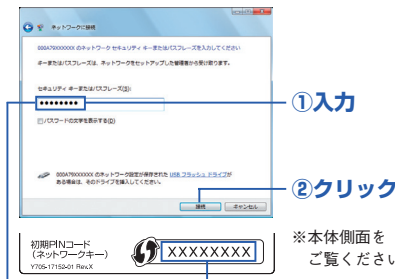 ネットワークに接続
000A79XXXXXX のネットワーク セキュリティ キーまたはパスフレーズを入力してください
キーまたはパスフレーズは、ネットワークをセットアップした管理者から受け取ります。
セキュリティ キーまたはパスフレーズ(S):
●●●●●●●●
①入力
パスワードの文字を表示する(D)
000A79XXXXXX のネットワーク設定が保存された USB フラッシュ ドライブが
ある場合は、そのドライブを挿入してください。
②クリック
接続
キャンセル
初期PINコード
(ネットワークキー)
Y705-17152-01 Rev.X
XXXXXXXX
※本体側面を
ご覧ください